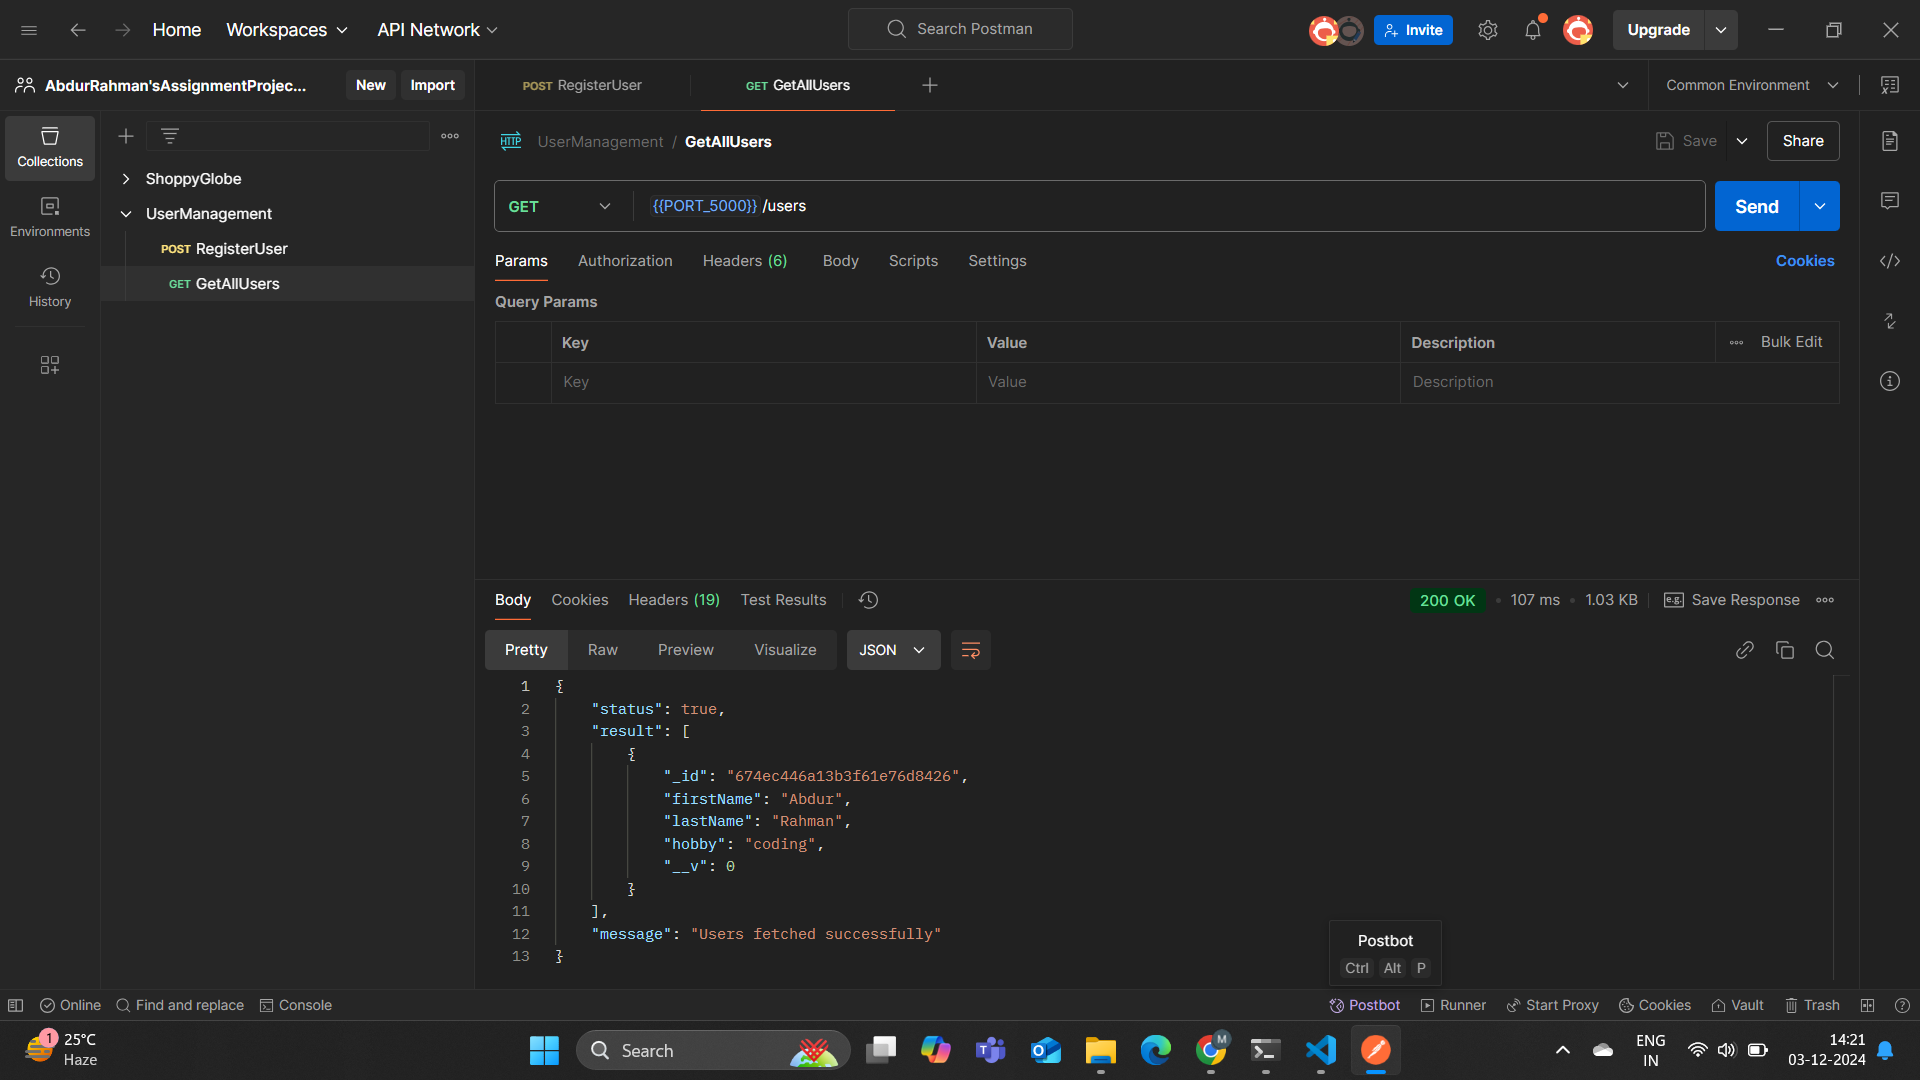 Home Workspaces API Network Search Postman Invite Upgrade
AbdurRahman'sAssignmentProjec... New Import POST RegisterUser GET GetAllUsers Common Environment
Collections
Environments
History
ShoppyGlobe
UserManagement
POST RegisterUser
GET GetAllUsers
HTTP UserManagement / GetAllUsers Save Share
GET {{PORT_5000}} /users Send
Params Authorization Headers (6) Body Scripts Settings Cookies
Query Params
Key Value Description Bulk Edit
Key Value Description
Body Cookies Headers (19) Test Results 200 OK • 107 ms • 1.03 KB e.g. Save Response
Pretty Raw Preview Visualize JSON
1 {
2 "status": true,
3 "result": [
4 {
5 "_id": "674ec446a13b3f61e76d8426",
6 "firstName": "Abdur",
7 "lastName": "Rahman",
8 "hobby": "coding",
9 "__v": 0
10 }
11 ],
12 "message": "Users fetched successfully"
13 }
Postbot
Ctrl Alt P
Online Find and replace Console Postbot Runner Start Proxy Cookies Vault Trash
1 25°C
Haze
Search
M
ENG
IN
14:21
03-12-2024